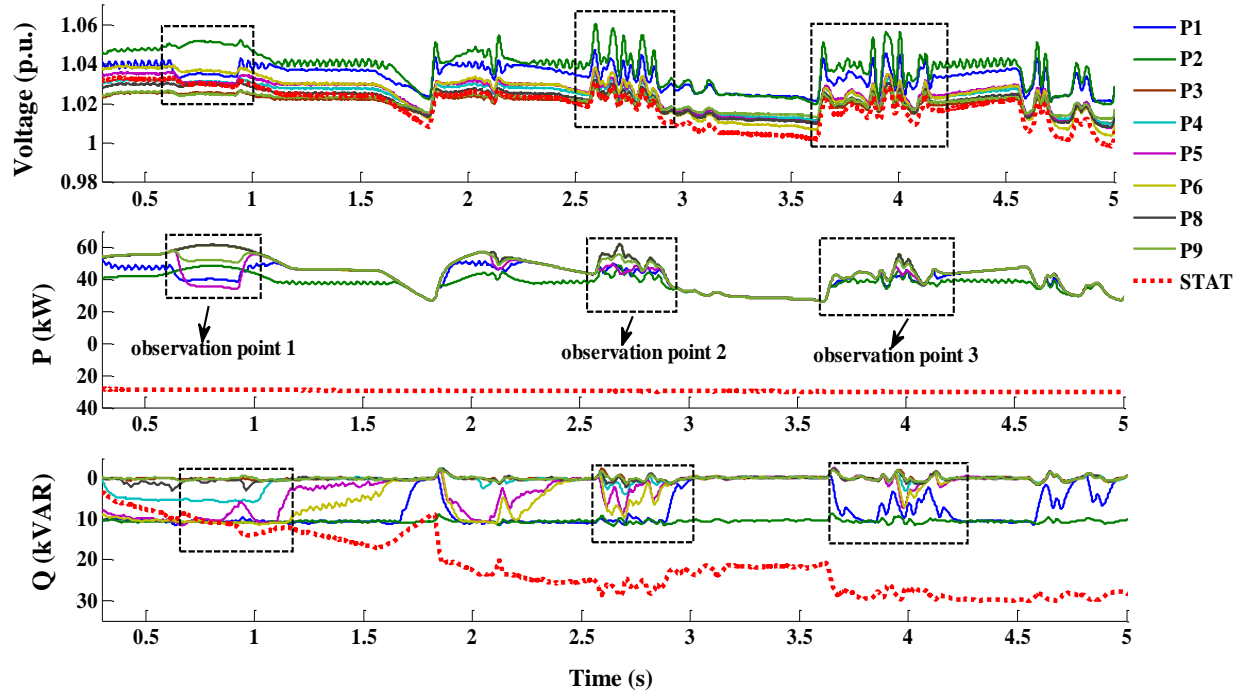 Voltage (p.u.)
1.06
1.04
1.02
1
0.98
0.5
1
1.5
2
2.5
3
3.5
4
4.5
5
P1
P2
P3
P4
P5
P6
P8
P9
STAT
P (kW)
60
40
20
0
20
40
observation point 1
observation point 2
observation point 3
0.5
1
1.5
2
2.5
3
3.5
4
4.5
5
Q (kVAR)
0
10
20
30
0.5
1
1.5
2
2.5
3
3.5
4
4.5
5
Time (s)